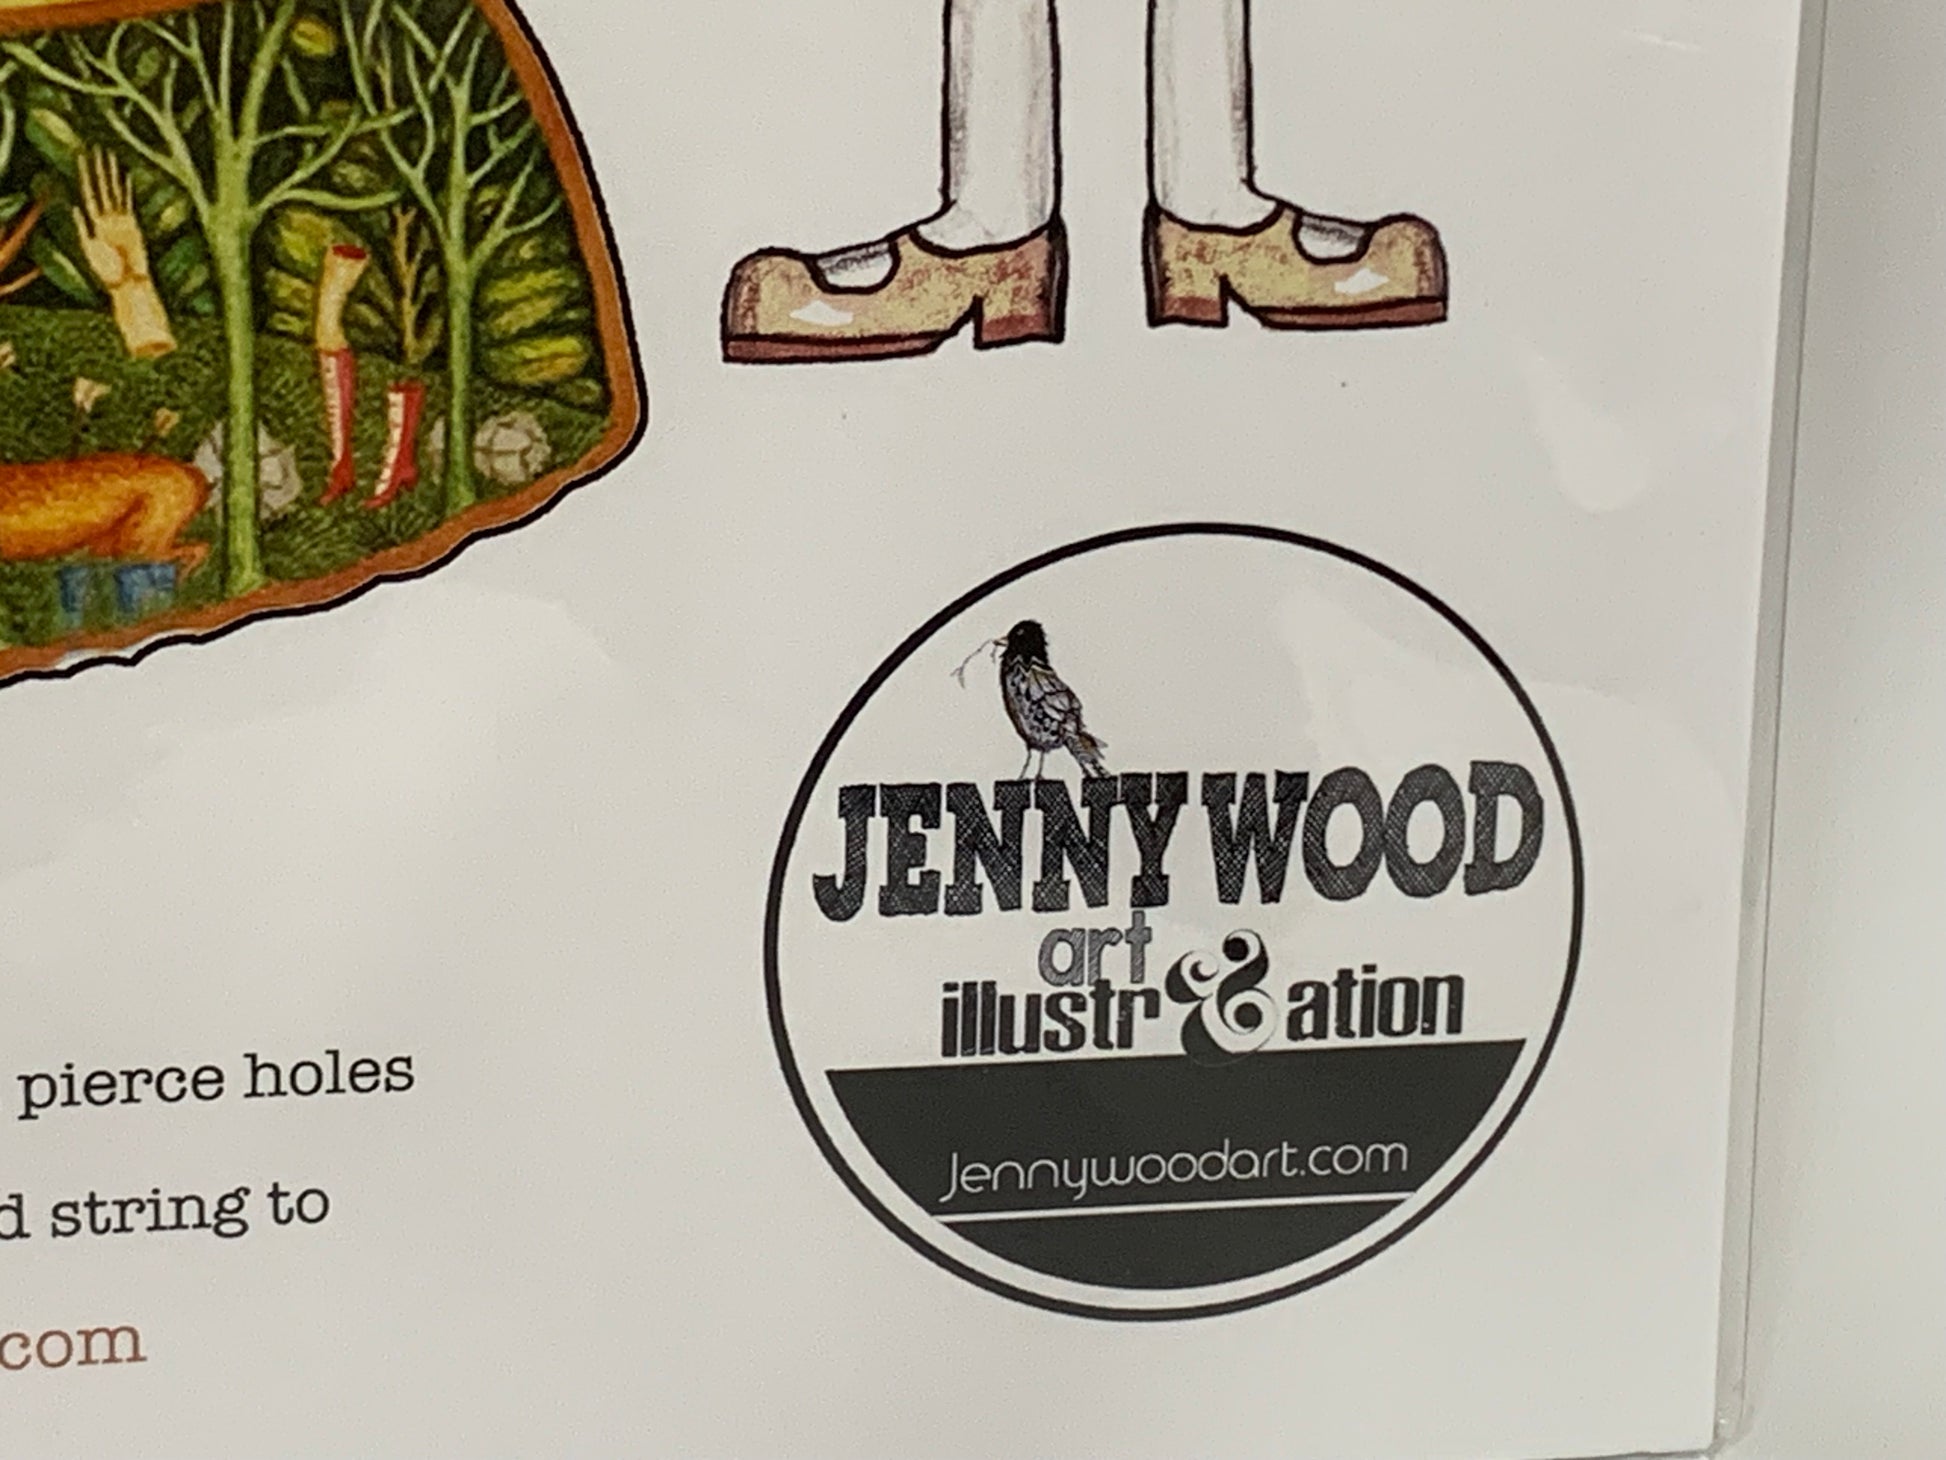 JENNY WOOD
art
illustr&ation
Jennywoodart.com
pierce holes
d string to
.com